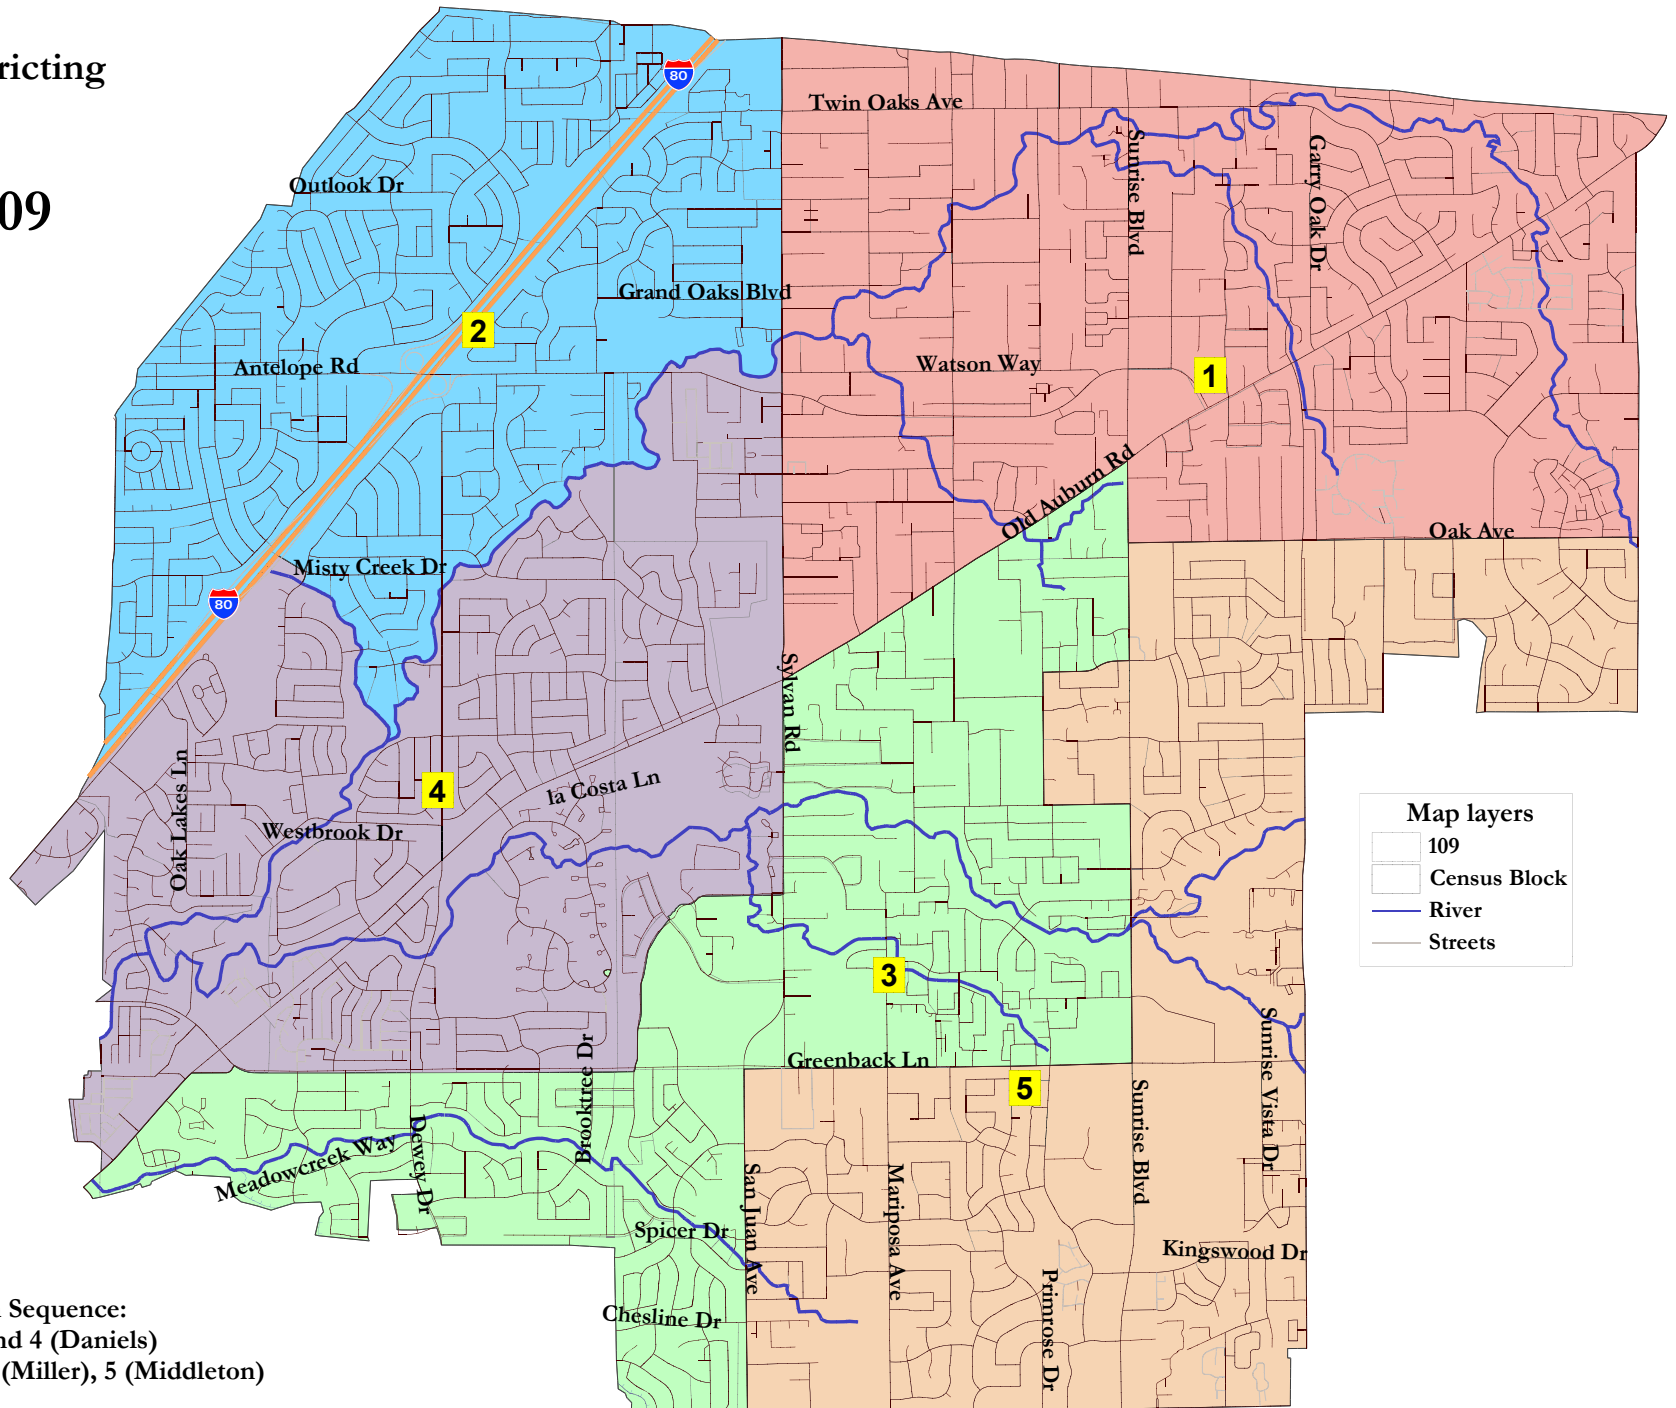 ricting
09
80
Twin Oaks Ave
Sunrise Blvd
Garry Oak Dr
Outlook Dr
Grand Oaks Blvd
2
Antelope Rd
Watson Way
1
Old Auburn Rd
Oak Ave
Misty Creek Dr
80
Sylvan Rd
Oak Lakes Ln
4
la Costa Ln
Westbrook Dr
Map layers
109
Census Block
River
Streets
3
Greenback Ln
5
Sunrise Vista Dr
Brooktree Dr
Dewey Dr
Meadowcreek Way
San Juan Ave
Mariposa Ave
Sunrise Blvd
Spicer Dr
Kingswood Dr
Primrose Dr
Chesline Dr
Sequence:
nd 4 (Daniels)
(Miller), 5 (Middleton)